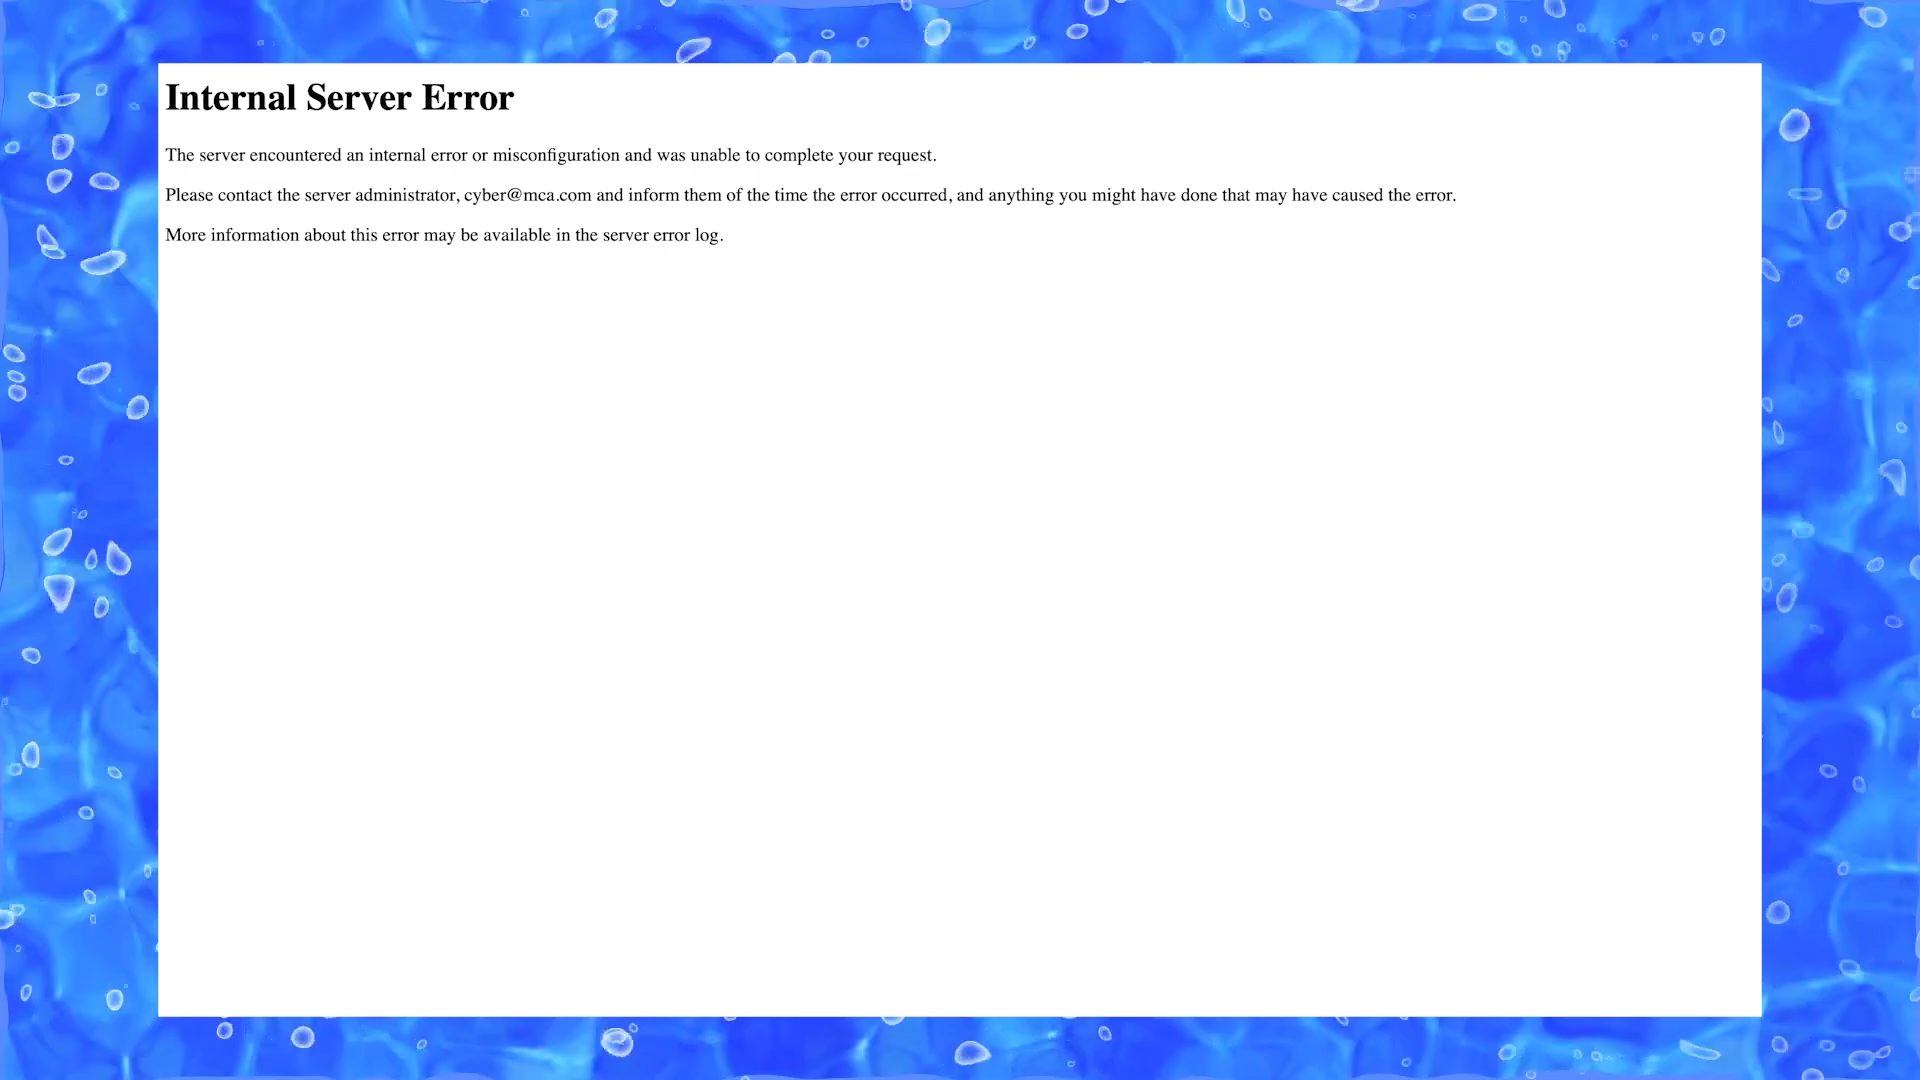 Internal Server Error
The server encountered an internal error or misconfiguration and was unable to complete your request.
Please contact the server administrator, cyber@mca.com and inform them of the time the error occurred, and anything you might have done that may have caused the error.
More information about this error may be available in the server error log.